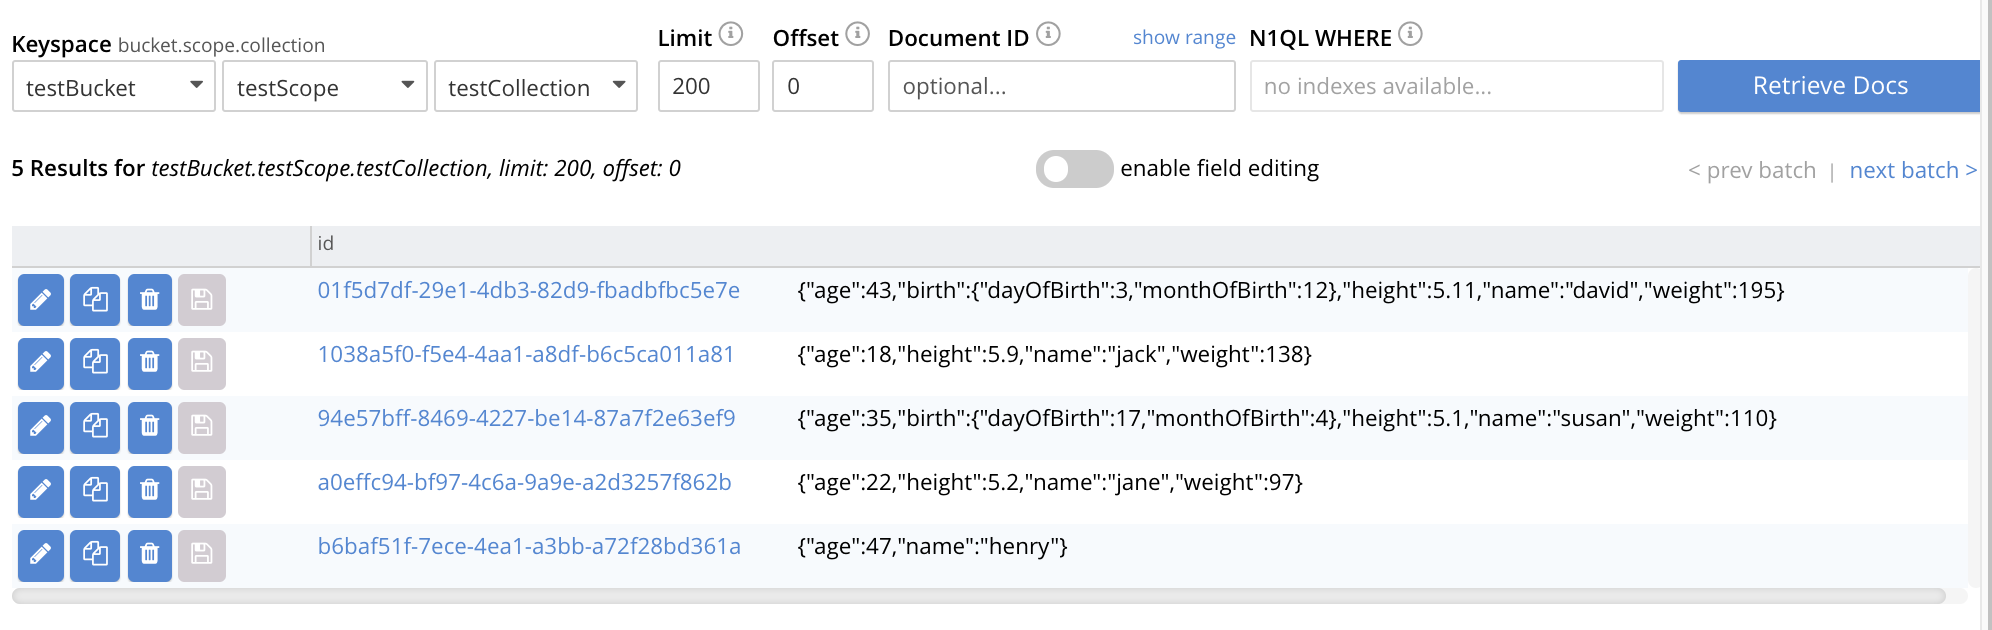 Keyspace bucket.scope.collection Limit Offset Document ID show range N1QL WHERE
testBucket testScope testCollection 200 0 optional... no indexes available... Retrieve Docs
5 Results for testBucket.testScope.testCollection, limit: 200, offset: 0 enable field editing < prev batch | next batch >
id
01f5d7df-29e1-4db3-82d9-fbadbfbc5e7e {"age":43,"birth":{"dayOfBirth":3,"monthOfBirth":12},"height":5.11,"name":"david","weight":195}
1038a5f0-f5e4-4aa1-a8df-b6c5ca011a81 {"age":18,"height":5.9,"name":"jack","weight":138}
94e57bff-8469-4227-be14-87a7f2e63ef9 {"age":35,"birth":{"dayOfBirth":17,"monthOfBirth":4},"height":5.1,"name":"susan","weight":110}
a0effc94-bf97-4c6a-9a9e-a2d3257f862b {"age":22,"height":5.2,"name":"jane","weight":97}
b6baf51f-7ece-4ea1-a3bb-a72f28bd361a {"age":47,"name":"henry"}